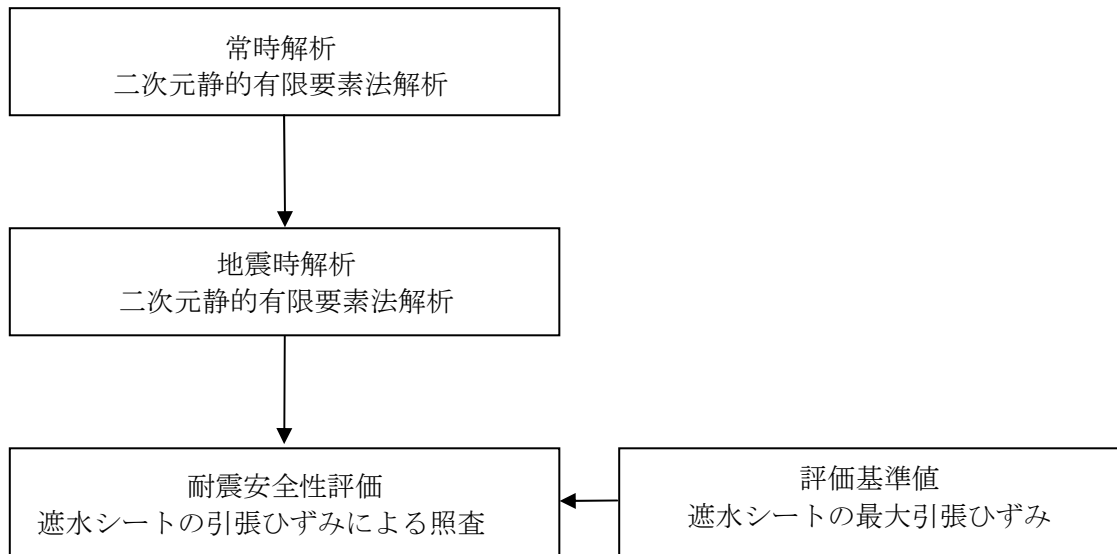 常時解析
二次元静的有限要素法解析
地震時解析
二次元静的有限要素法解析
耐震安全性評価
遮水シートの引張ひずみによる照査
評価基準値
遮水シートの最大引張ひずみ